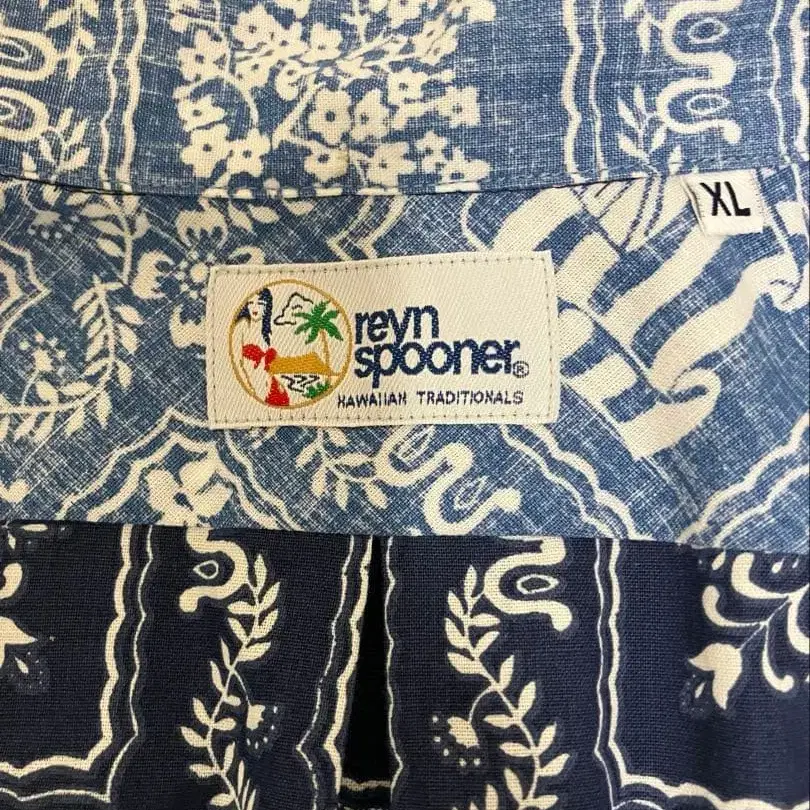 XL
reyn
spooner®
HAWAIIAN TRADITIONALS